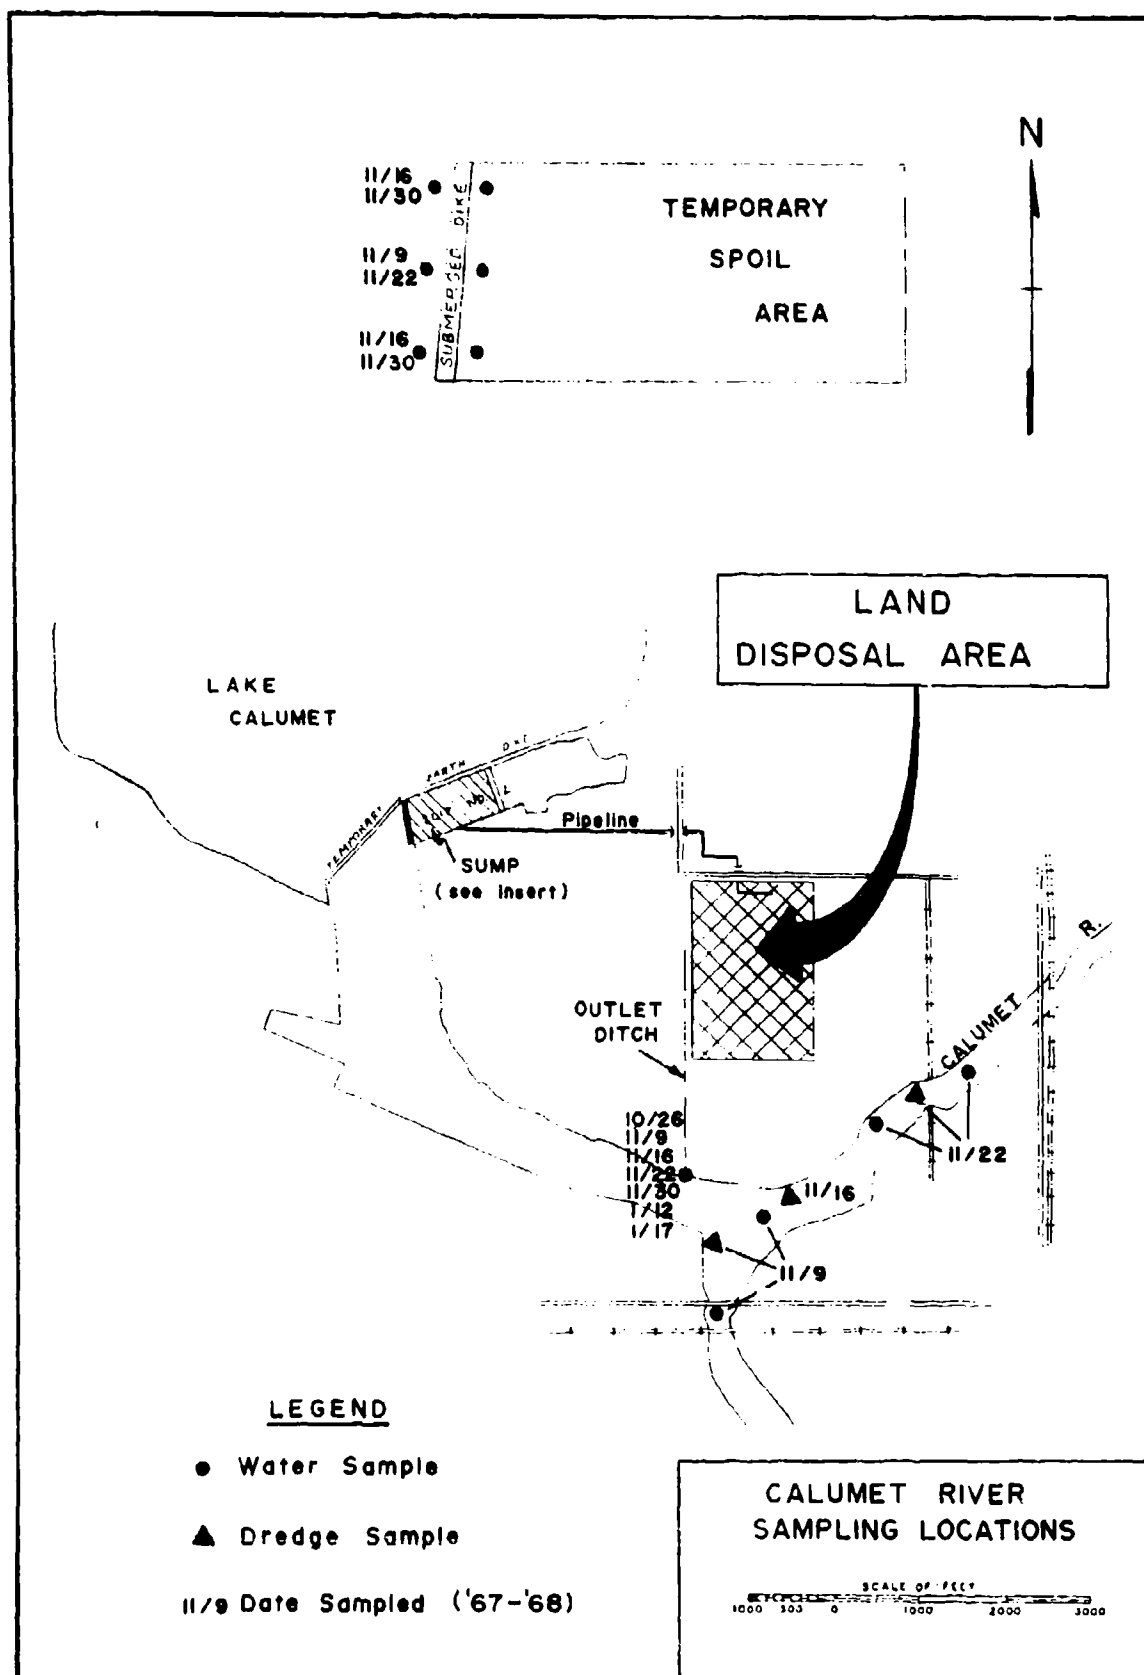 N
11/16
11/30
11/9
11/22
11/16
11/30
SUBMERGED DIKE
TEMPORARY
SPOIL
AREA
LAND
DISPOSAL AREA
LAKE
CALUMET
TEMPORARY
EARTH
Pipeline
SUMP
(see insert)
OUTLET
DITCH
CALUMET R.
10/26
11/9
11/16
11/22
11/30
1/12
1/17
11/22
11/16
11/9
LEGEND
Water Sample
Dredge Sample
11/9 Date Sampled ('67-'68)
CALUMET RIVER
SAMPLING LOCATIONS
SCALE OF FEET
1000 0 1000 2000 3000